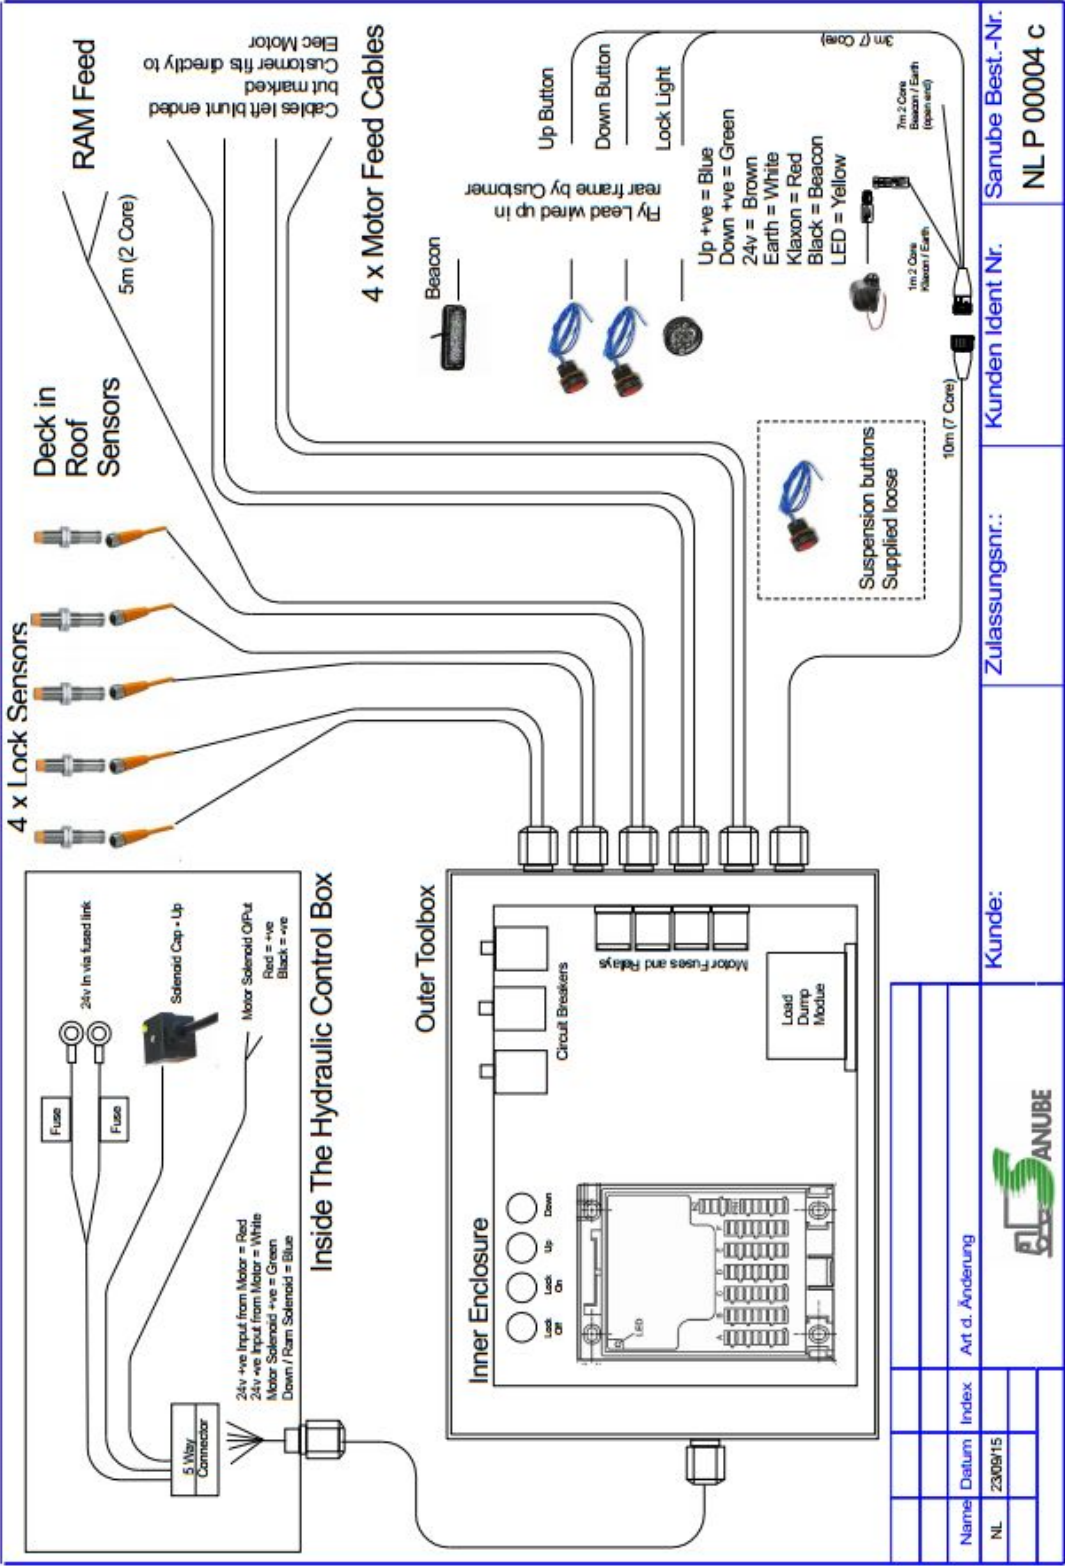 4 x Lock Sensors
Deck in
Roof
Sensors
RAM Feed
5m (2 Core)
Cables left blunt ended
but marked
Customer fits directly to
Elec Motor
4 x Motor Feed Cables
24v In via fused link
Fuse
Fuse
Solenoid Cap - Up
Motor Solenoid O/Put
Red = +ve
Black = -ve
5 Way
Connector
24v +ve Input from Motor = Red
24v -ve Input from Motor = White
Motor Solenoid +ve = Green
Down / Ram Solenoid = Blue
Inside The Hydraulic Control Box
Outer Toolbox
Inner Enclosure
Circuit Breakers
Motor Fuses and Relays
Load
Dump
Modue
Lock
Off
Lock
On
Up
Down
LED
A
B
C
D
E
F
Beacon
Fly Lead wired up in
rear frame by Customer
Up Button
Down Button
Lock Light
3m (7 Core)
Up +ve = Blue
Down +ve = Green
24v = Brown
Earth = White
Klaxon = Red
Black = Beacon
LED = Yellow
7m 2 Core
Beacon / Earth
(open end)
1m 2 Core
Klaxon / Earth
10m (7 Core)
Suspension buttons
Supplied loose
Name
Datum
Index
Art d. Änderung
NL
23/09/15
SANUBE
Kunde:
Zulassungsnr.:
Kunden Ident Nr.
Sanube Best.-Nr.
NL P 00004 c